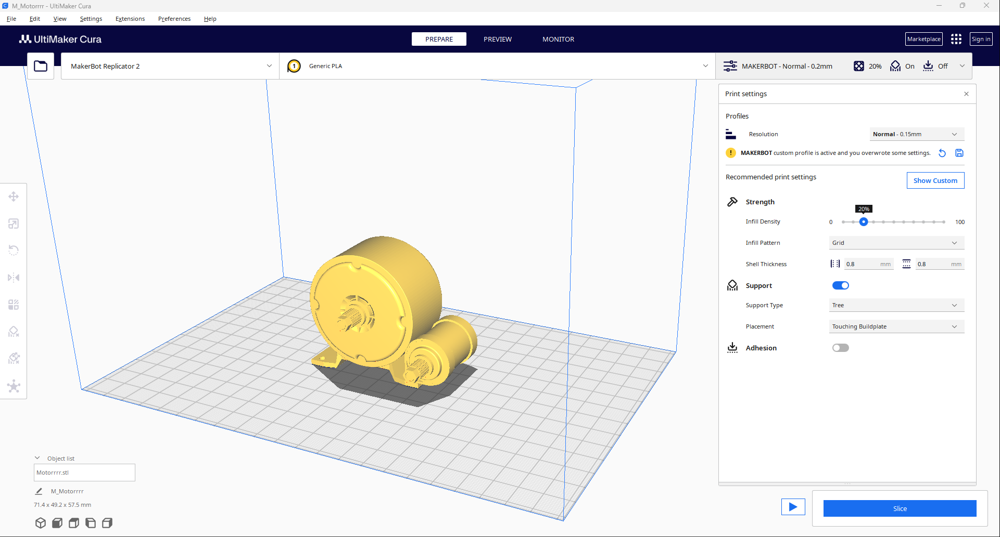 M_Motorrrr - UltiMaker Cura
File Edit View Settings Extensions Preferences Help
UltiMaker Cura
PREPARE PREVIEW MONITOR
Marketplace
Sign in
MakerBot Replicator 2
1 Generic PLA
MAKERBOT - Normal - 0.2mm 20% On Off
Print settings
Profiles
Resolution Normal - 0.15mm
! MAKERBOT custom profile is active and you overwrote some settings.
Recommended print settings
Show Custom
Strength
20%
Infill Density 0 100
Infill Pattern Grid
Shell Thickness 0.8 mm 0.8 mm
Support
Support Type Tree
Placement Touching Buildplate
Adhesion
Object list
Motorrrr.stl
M_Motorrrr
71.4 x 49.2 x 57.5 mm
Slice